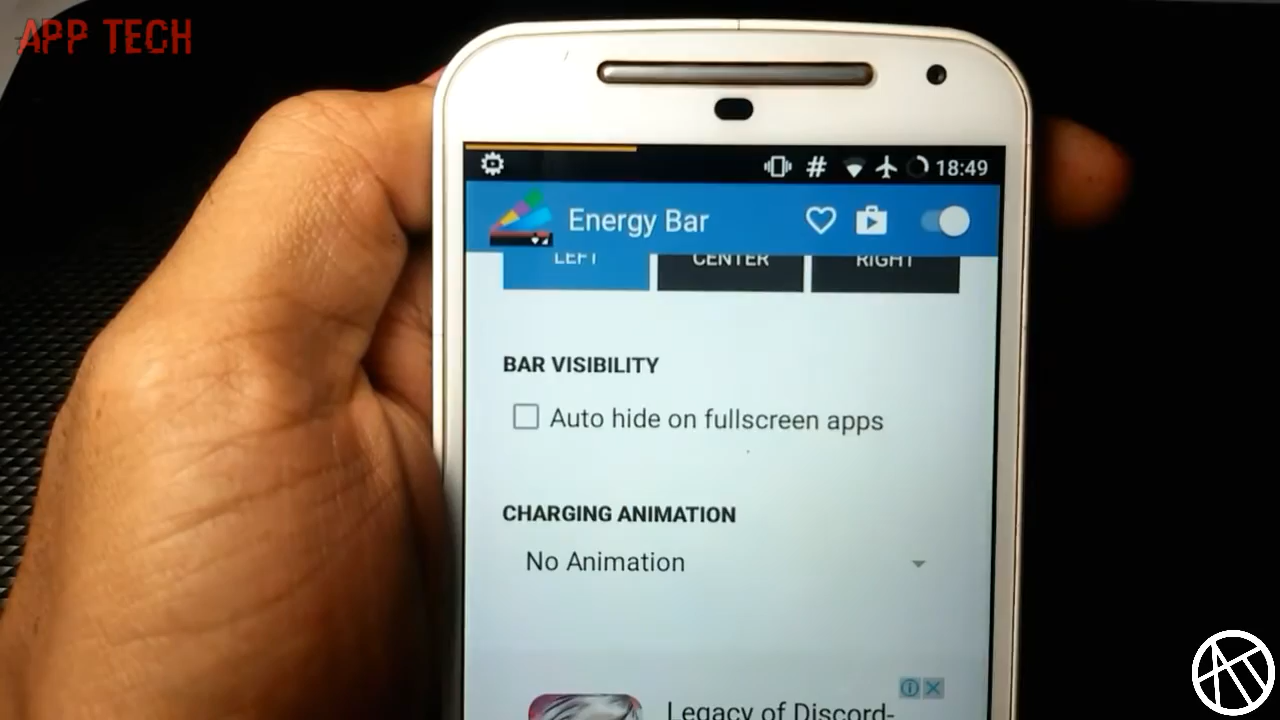 APP TECH
# 18:49
Energy Bar
LEFT CENTER RIGHT
BAR VISIBILITY
Auto hide on fullscreen apps
CHARGING ANIMATION
No Animation
Legacy of Discord-